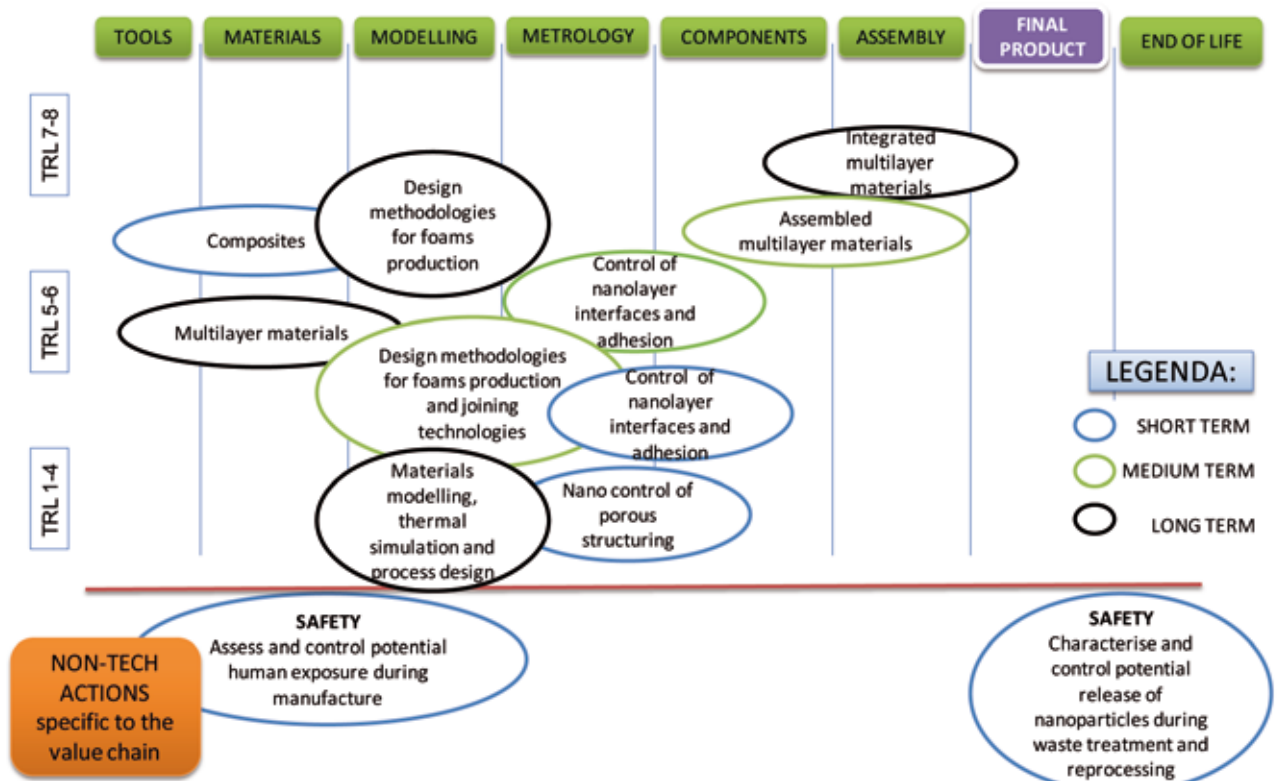 TOOLS
MATERIALS
MODELLING
METROLOGY
COMPONENTS
ASSEMBLY
FINAL
PRODUCT
END OF LIFE
TRL 7-8
Integrated
multilayer
materials
Design
methodologies
for foams
production
Composites
Assembled
multilayer materials
TRL 5-6
Control of
nanolayer
interfaces and
adhesion
Multilayer materials
Design methodologies
for foams production
and joining
technologies
Control of
nanolayer
interfaces and
adhesion
LEGENDA:
SHORT TERM
MEDIUM TERM
LONG TERM
TRL 1-4
Materials
modelling,
thermal
simulation and
process design
Nano control of
porous
structuring
NON-TECH
ACTIONS
specific to the
value chain
SAFETY
Assess and control potential
human exposure during
manufacture
SAFETY
Characterise and
control potential
release of
nanoparticles during
waste treatment and
reprocessing